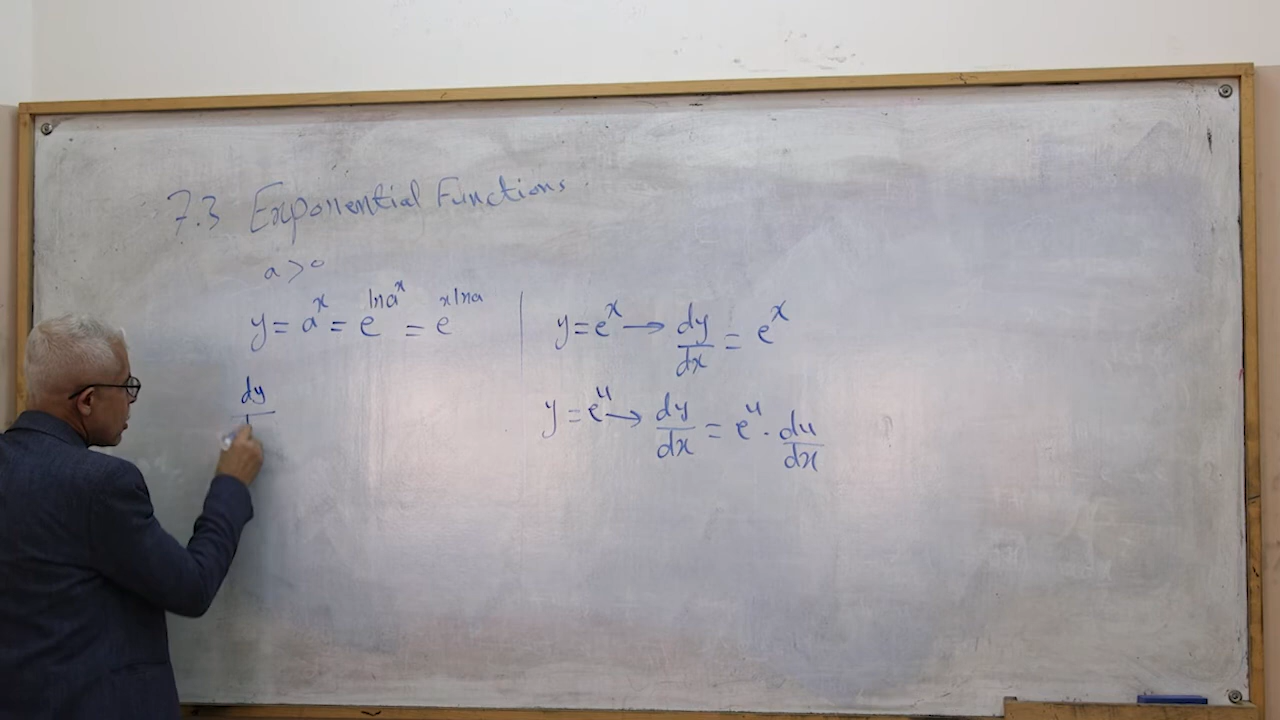 7.3 Exponential Functions
a > 0
y = a^x = e^{ln a^x} = e^{x ln a}
dy
y = e^x → dy/dx = e^x
y = e^u → dy/dx = e^u · du/dx